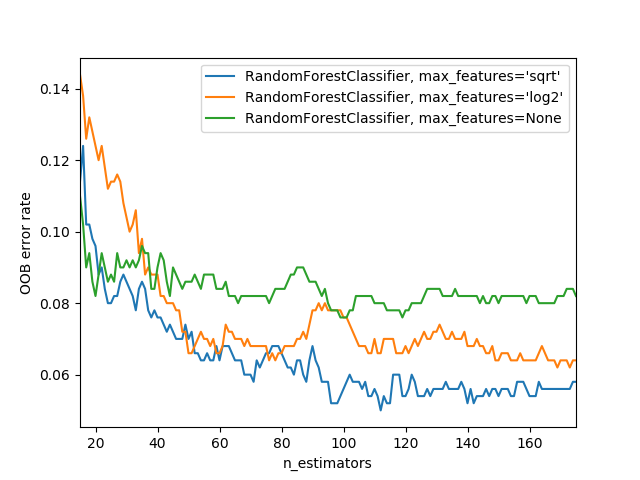 RandomForestClassifier, max_features='sqrt'
RandomForestClassifier, max_features='log2'
RandomForestClassifier, max_features=None
OOB error rate
0.14
0.12
0.10
0.08
0.06
20 40 60 80 100 120 140 160
n_estimators